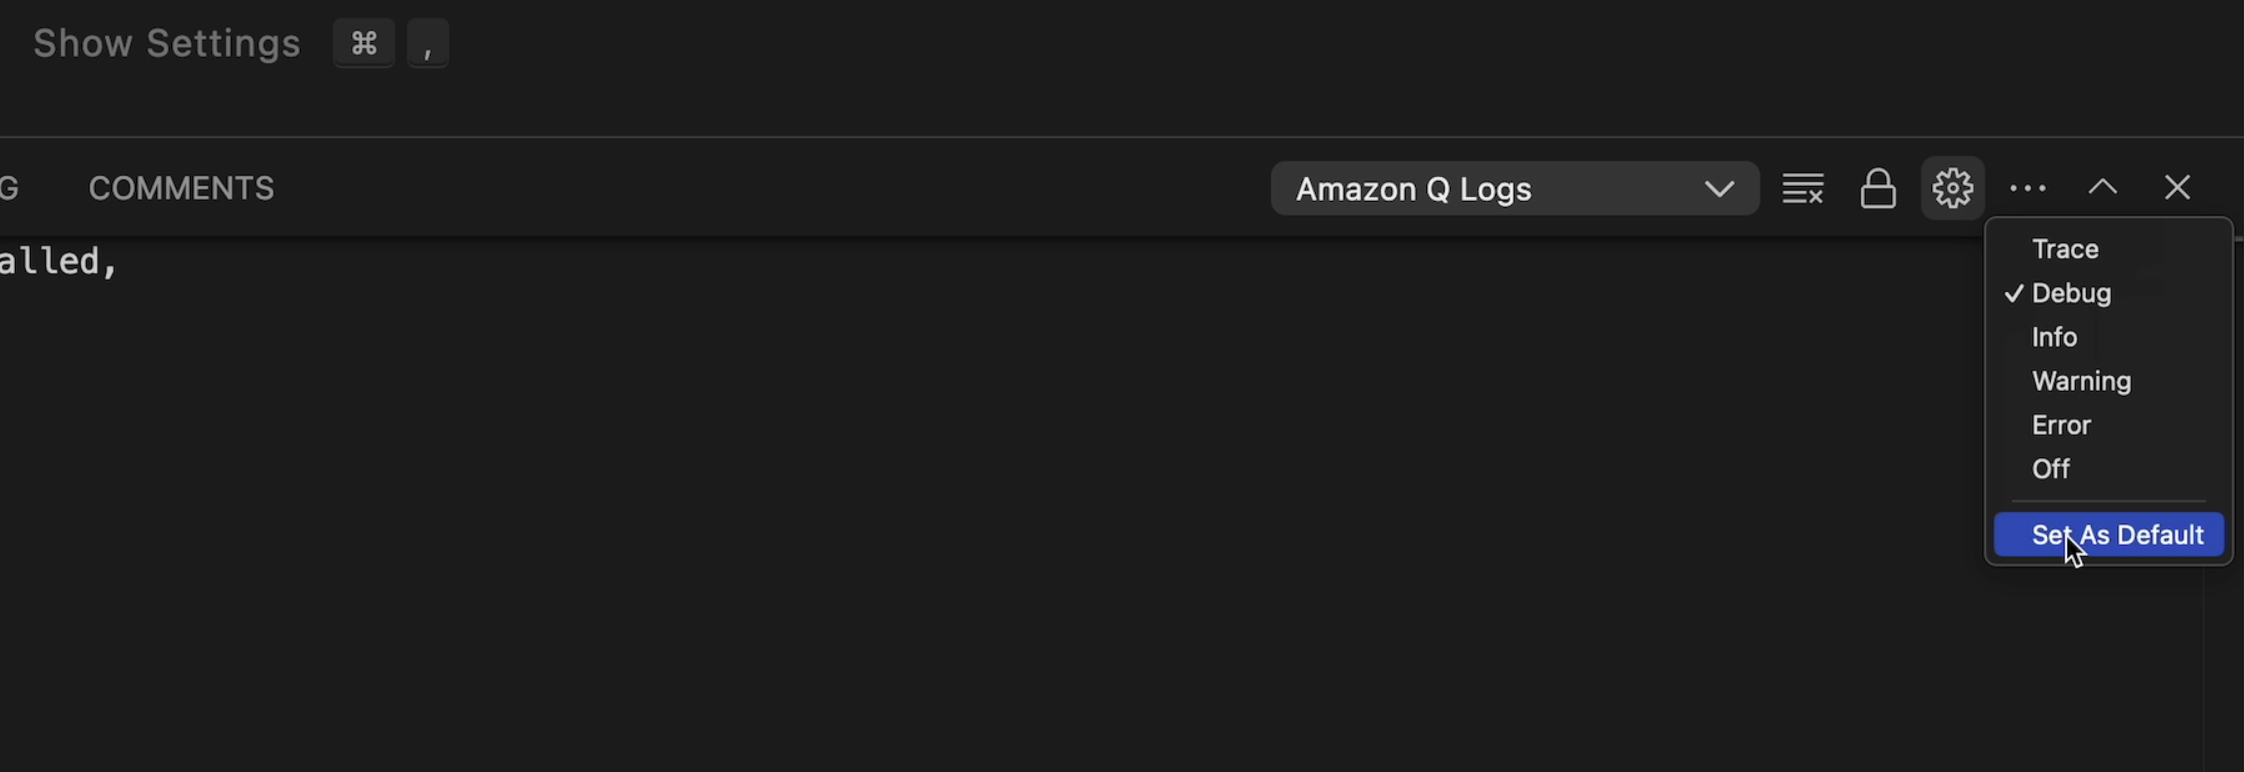 Show Settings ⌘ ,
G COMMENTS Amazon Q Logs
alled,
Trace
✓ Debug
Info
Warning
Error
Off
Set As Default